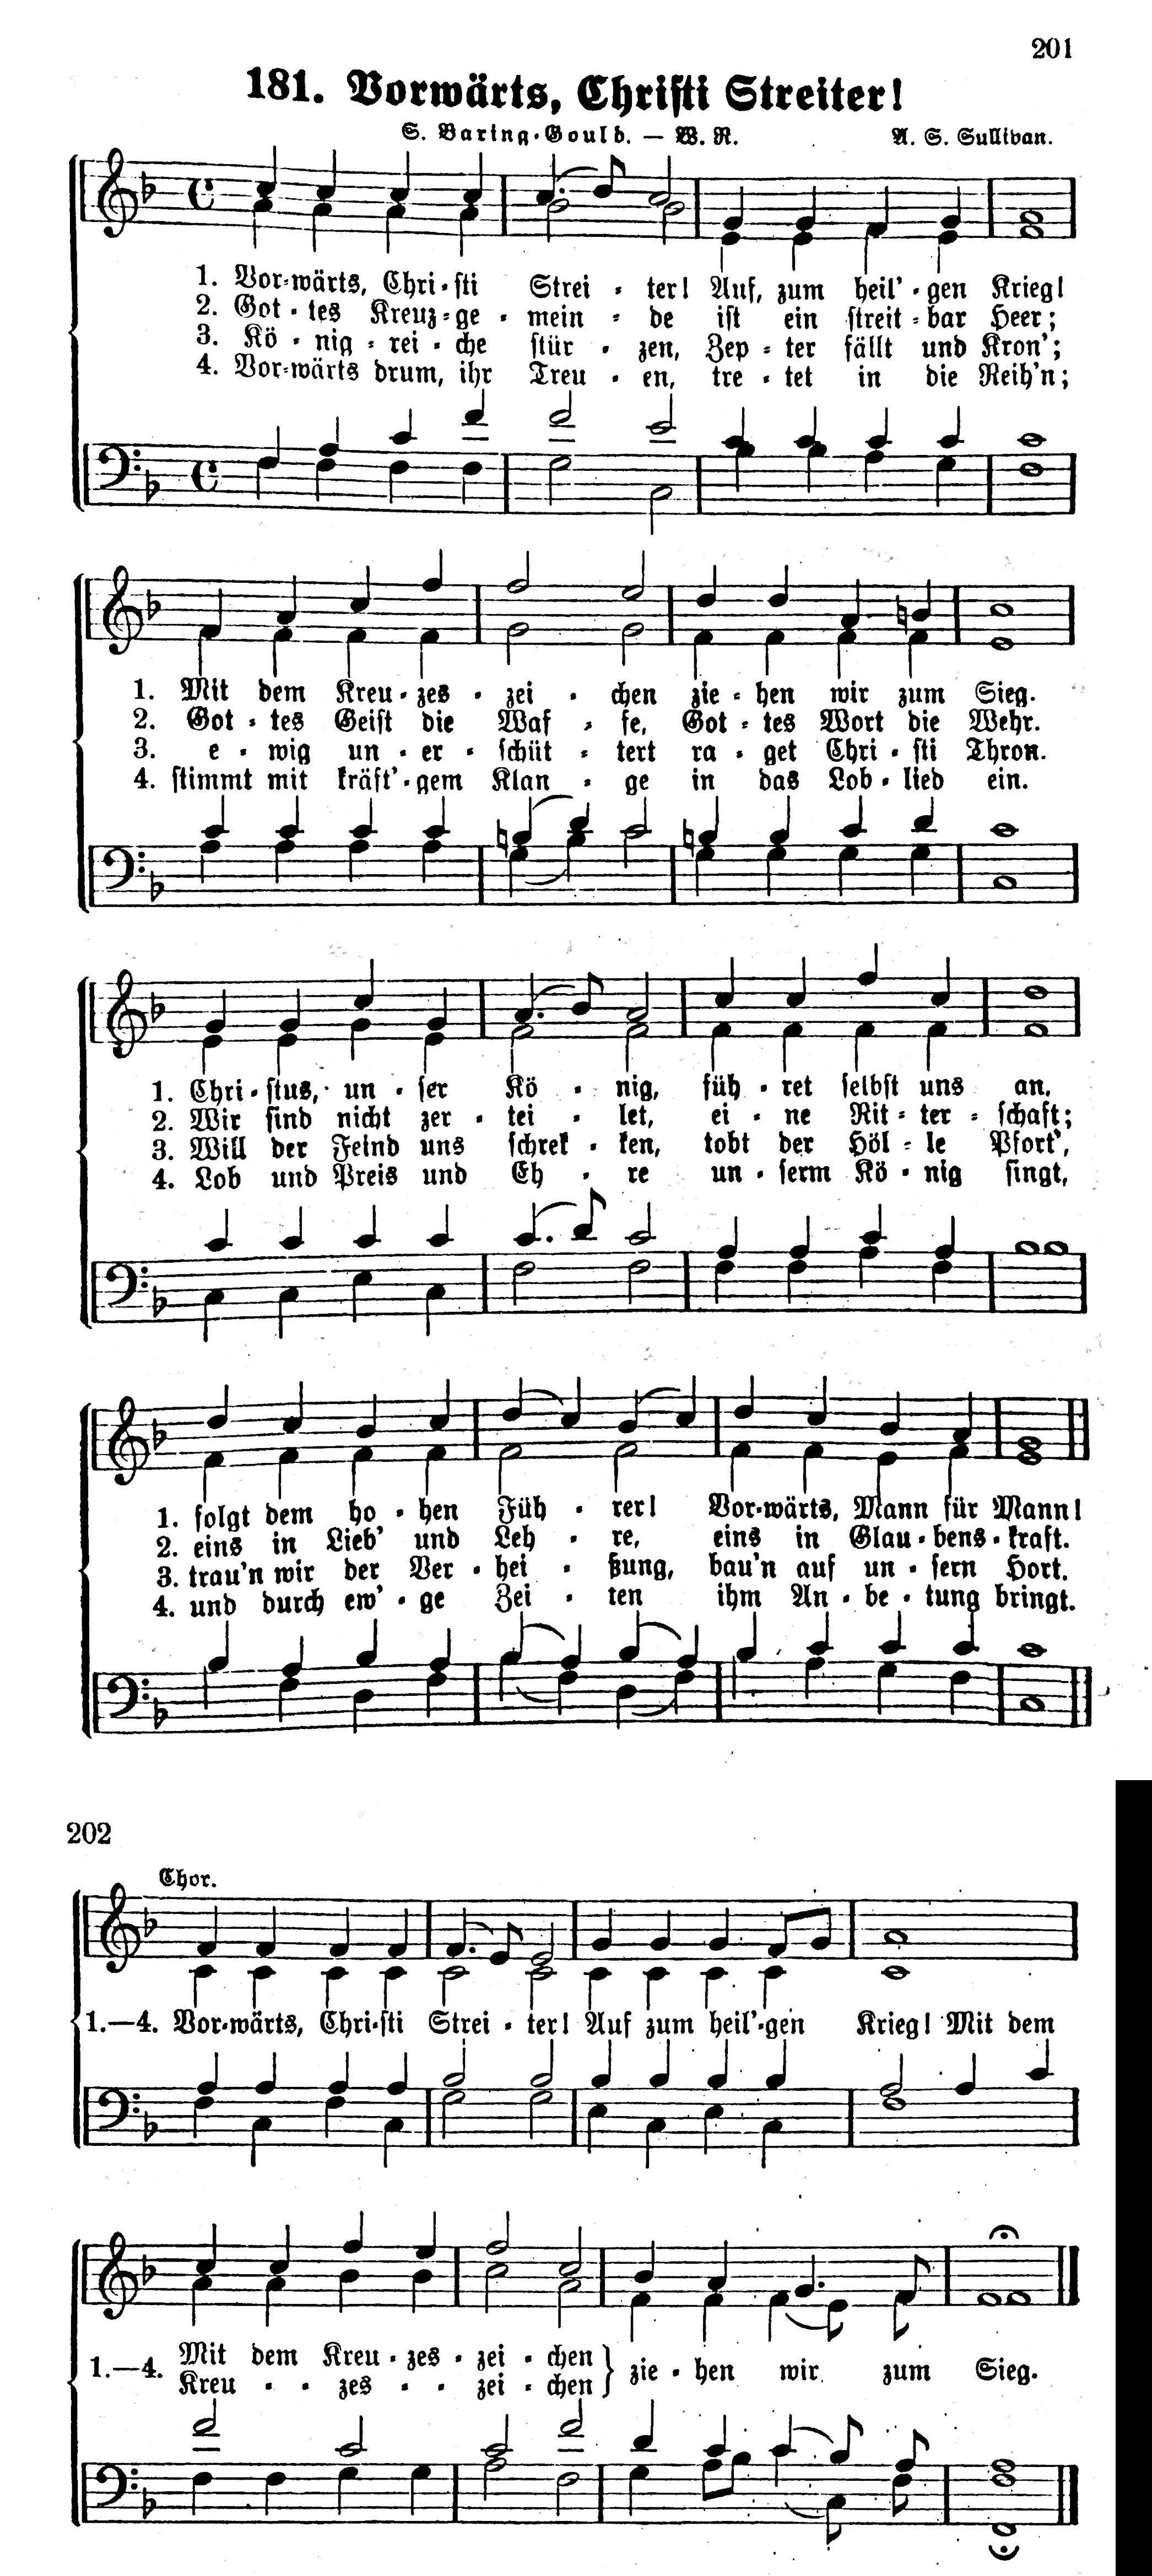 201
181. Vorwärts, Christi Streiter!
S. Baring-Gould. — W. R. A. S. Sullivan.
1. Vor-wärts, Chri-sti Strei - ter! Auf, zum heil'-gen Krieg!
2. Got-tes Kreuz-ge-mein - de ist ein streit-bar Heer;
3. Kö-nig-rei-che stür - zen, Zep-ter fällt und Kron';
4. Vor-wärts drum, ihr Treu - en, tre-tet in die Reih'n;
1. Mit dem Kreu-zes-zei - chen zie-hen wir zum Sieg.
2. Got-tes Geist die Waf - fe, Got-tes Wort die Wehr.
3. e-wig un-er-schüt - tert ra-get Chri-sti Thron.
4. stimmt mit kräft'-gem Klan - ge in das Lob-lied ein.
1. Chri-stus, un-ser Kö - nig, füh-ret selbst uns an,
2. Wir sind nicht zer-tei - let, ei-ne Rit-ter-schaft;
3. Will der Feind uns schrek-ken, tobt der Höl-le Pfort',
4. Lob und Preis und Eh - re un-serm Kö-nig singt,
1. folgt dem ho-hen Füh - rer! Vor-wärts, Mann für Mann!
2. eins in Lieb' und Leh - re, eins in Glau-bens-kraft.
3. trau'n wir der Ver-hei - ßung, bau'n auf un-sern Hort.
4. und durch ew'-ge Zei - ten ihm An-be-tung bringt.
202
Chor.
1.—4. Vor-wärts, Chri-sti Strei - ter! Auf zum heil'-gen Krieg! Mit dem
1.—4. Mit dem Kreu-zes-zei-chen } zie-hen wir zum Sieg.
Kreu - - zes - - zei-chen